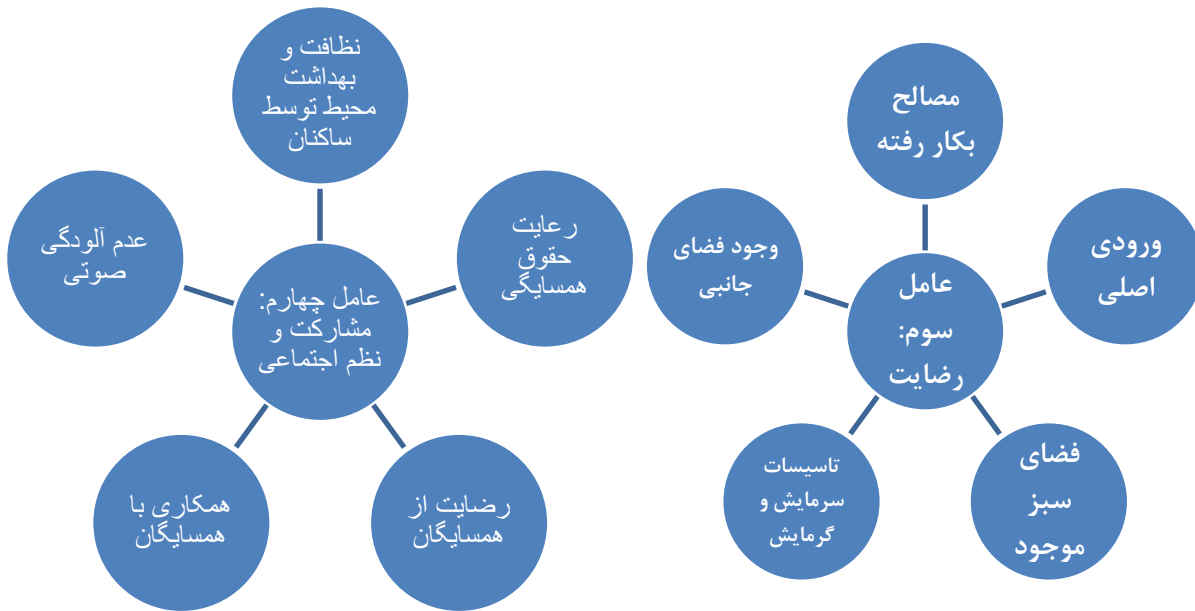 مصالح
بکار رفته
ورودی
اصلی
فضای
سبز
موجود
تاسیسات
سرمایش و
گرمایش
وجود فضای
جانبی
عامل
سوم:
رضایت
نظافت و
بهداشت
محیط توسط
ساکنان
رعایت
حقوق
همسایگی
رضایت از
همسایگان
همکاری با
همسایگان
عدم آلودگی
صوتی
عامل چهارم:
مشارکت و
نظم اجتماعی